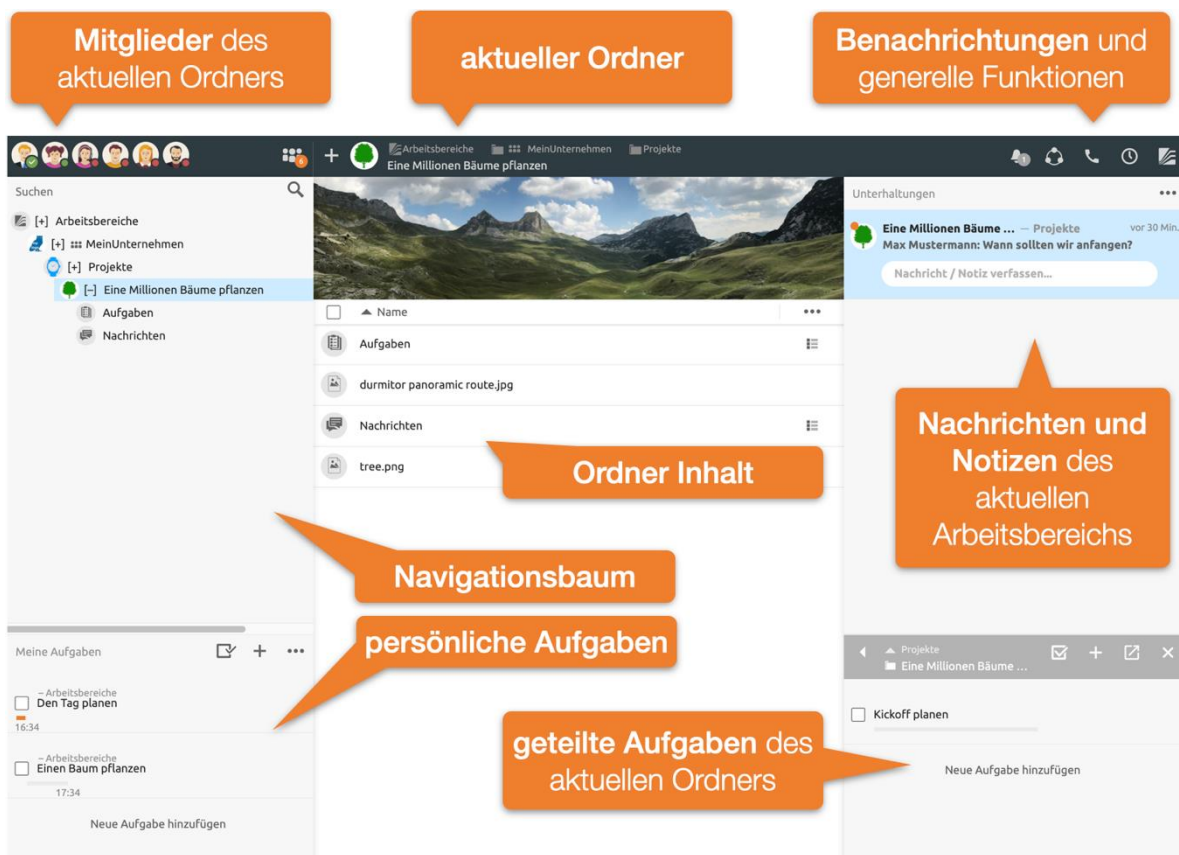 Mitglieder des
aktuellen Ordners
aktueller Ordner
Benachrichtungen und
generelle Funktionen
6
Arbeitsbereiche MeinUnternehmen Projekte
Eine Millionen Bäume pflanzen
1
Suchen
[+] Arbeitsbereiche
[+] MeinUnternehmen
[+] Projekte
[–] Eine Millionen Bäume pflanzen
Aufgaben
Nachrichten
Name
Aufgaben
durmitor panoramic route.jpg
Nachrichten
tree.png
Ordner Inhalt
Navigationsbaum
persönliche Aufgaben
Unterhaltungen
Eine Millionen Bäume ... — Projekte vor 30 Min.
Max Mustermann: Wann sollten wir anfangen?
Nachricht / Notiz verfassen...
Nachrichten und
Notizen des
aktuellen
Arbeitsbereichs
Meine Aufgaben
– Arbeitsbereiche
Den Tag planen
16:34
– Arbeitsbereiche
Einen Baum pflanzen
17:34
Neue Aufgabe hinzufügen
geteilte Aufgaben des
aktuellen Ordners
Projekte
Eine Millionen Bäume ...
Kickoff planen
Neue Aufgabe hinzufügen